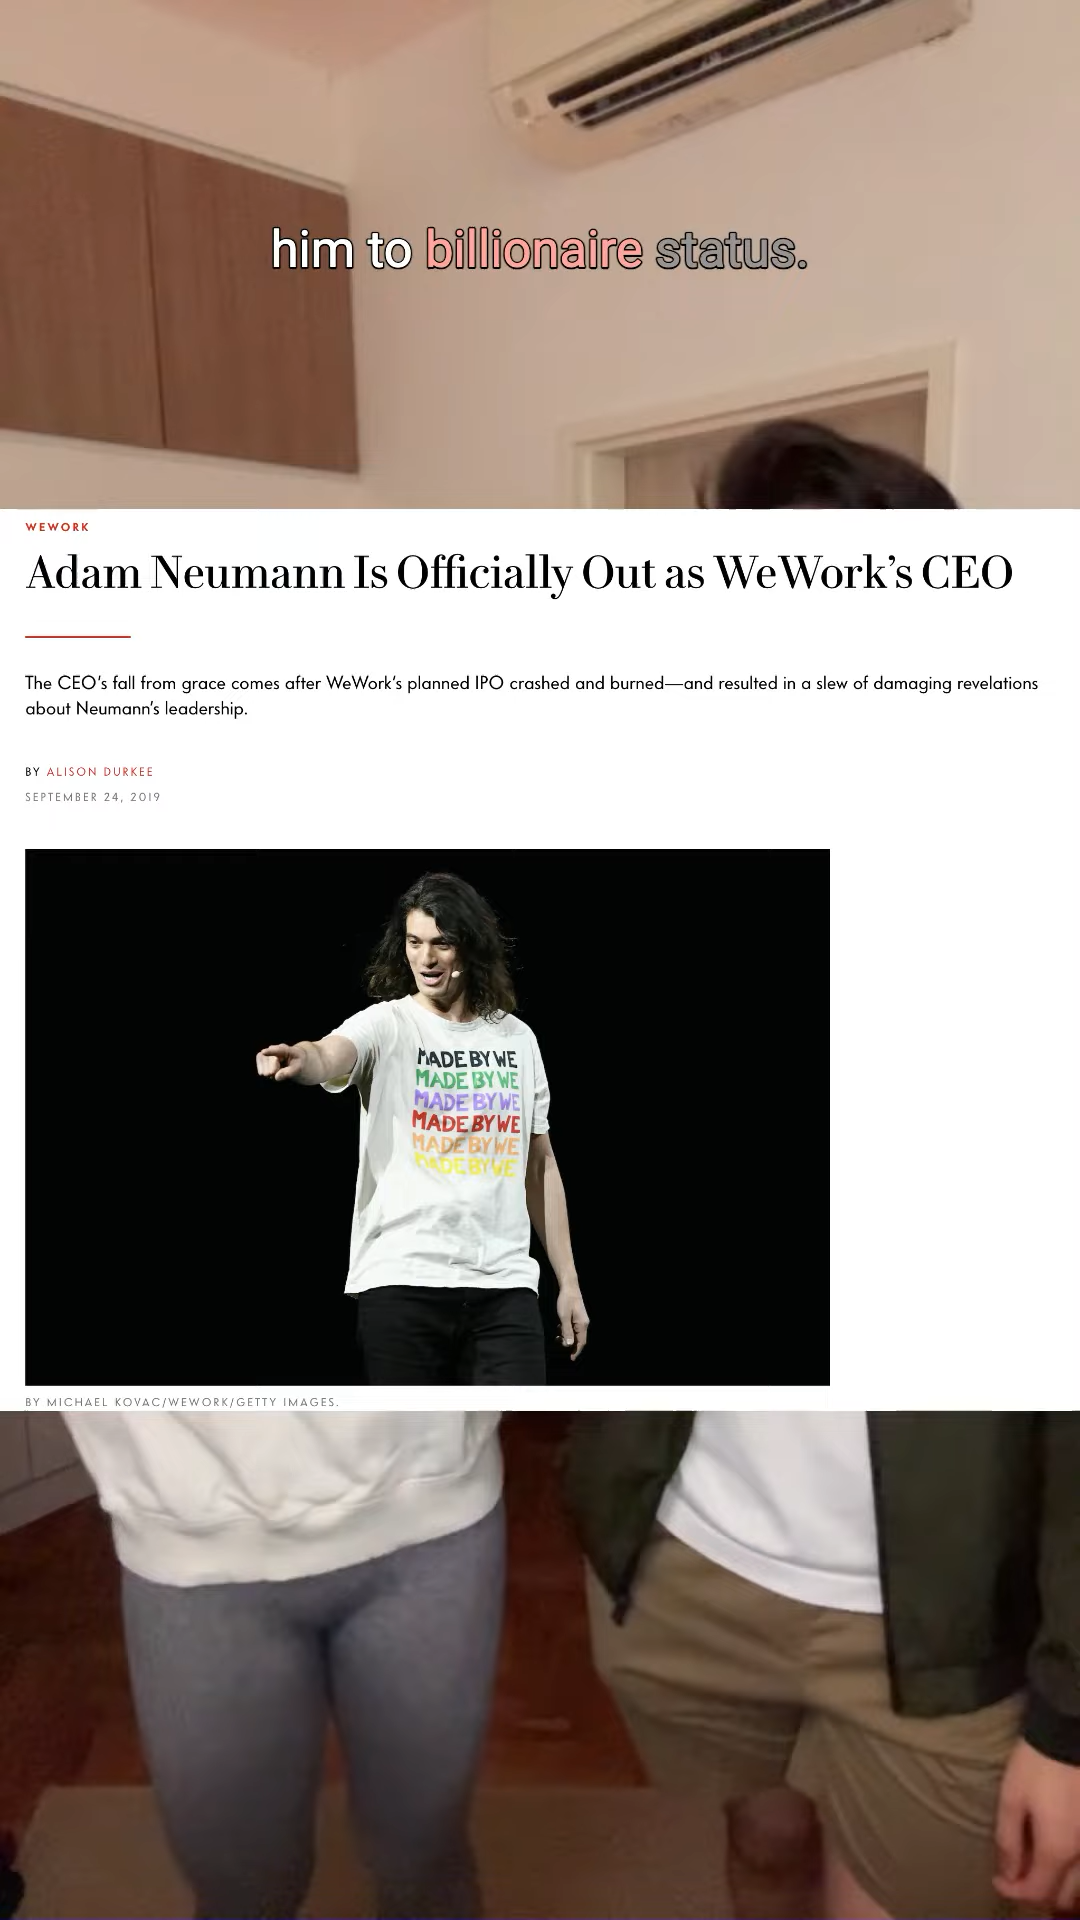 him to billionaire status.
WEWORK
Adam Neumann Is Officially Out as WeWork’s CEO
The CEO’s fall from grace comes after WeWork’s planned IPO crashed and burned—and resulted in a slew of damaging revelations
about Neumann’s leadership.
BY ALISON DURKEE
SEPTEMBER 24, 2019
MADE BY WE
MADE BY WE
MADE BY WE
MADE BY WE
MADE BY WE
MADE BY WE
BY MICHAEL KOVAC/WEWORK/GETTY IMAGES.